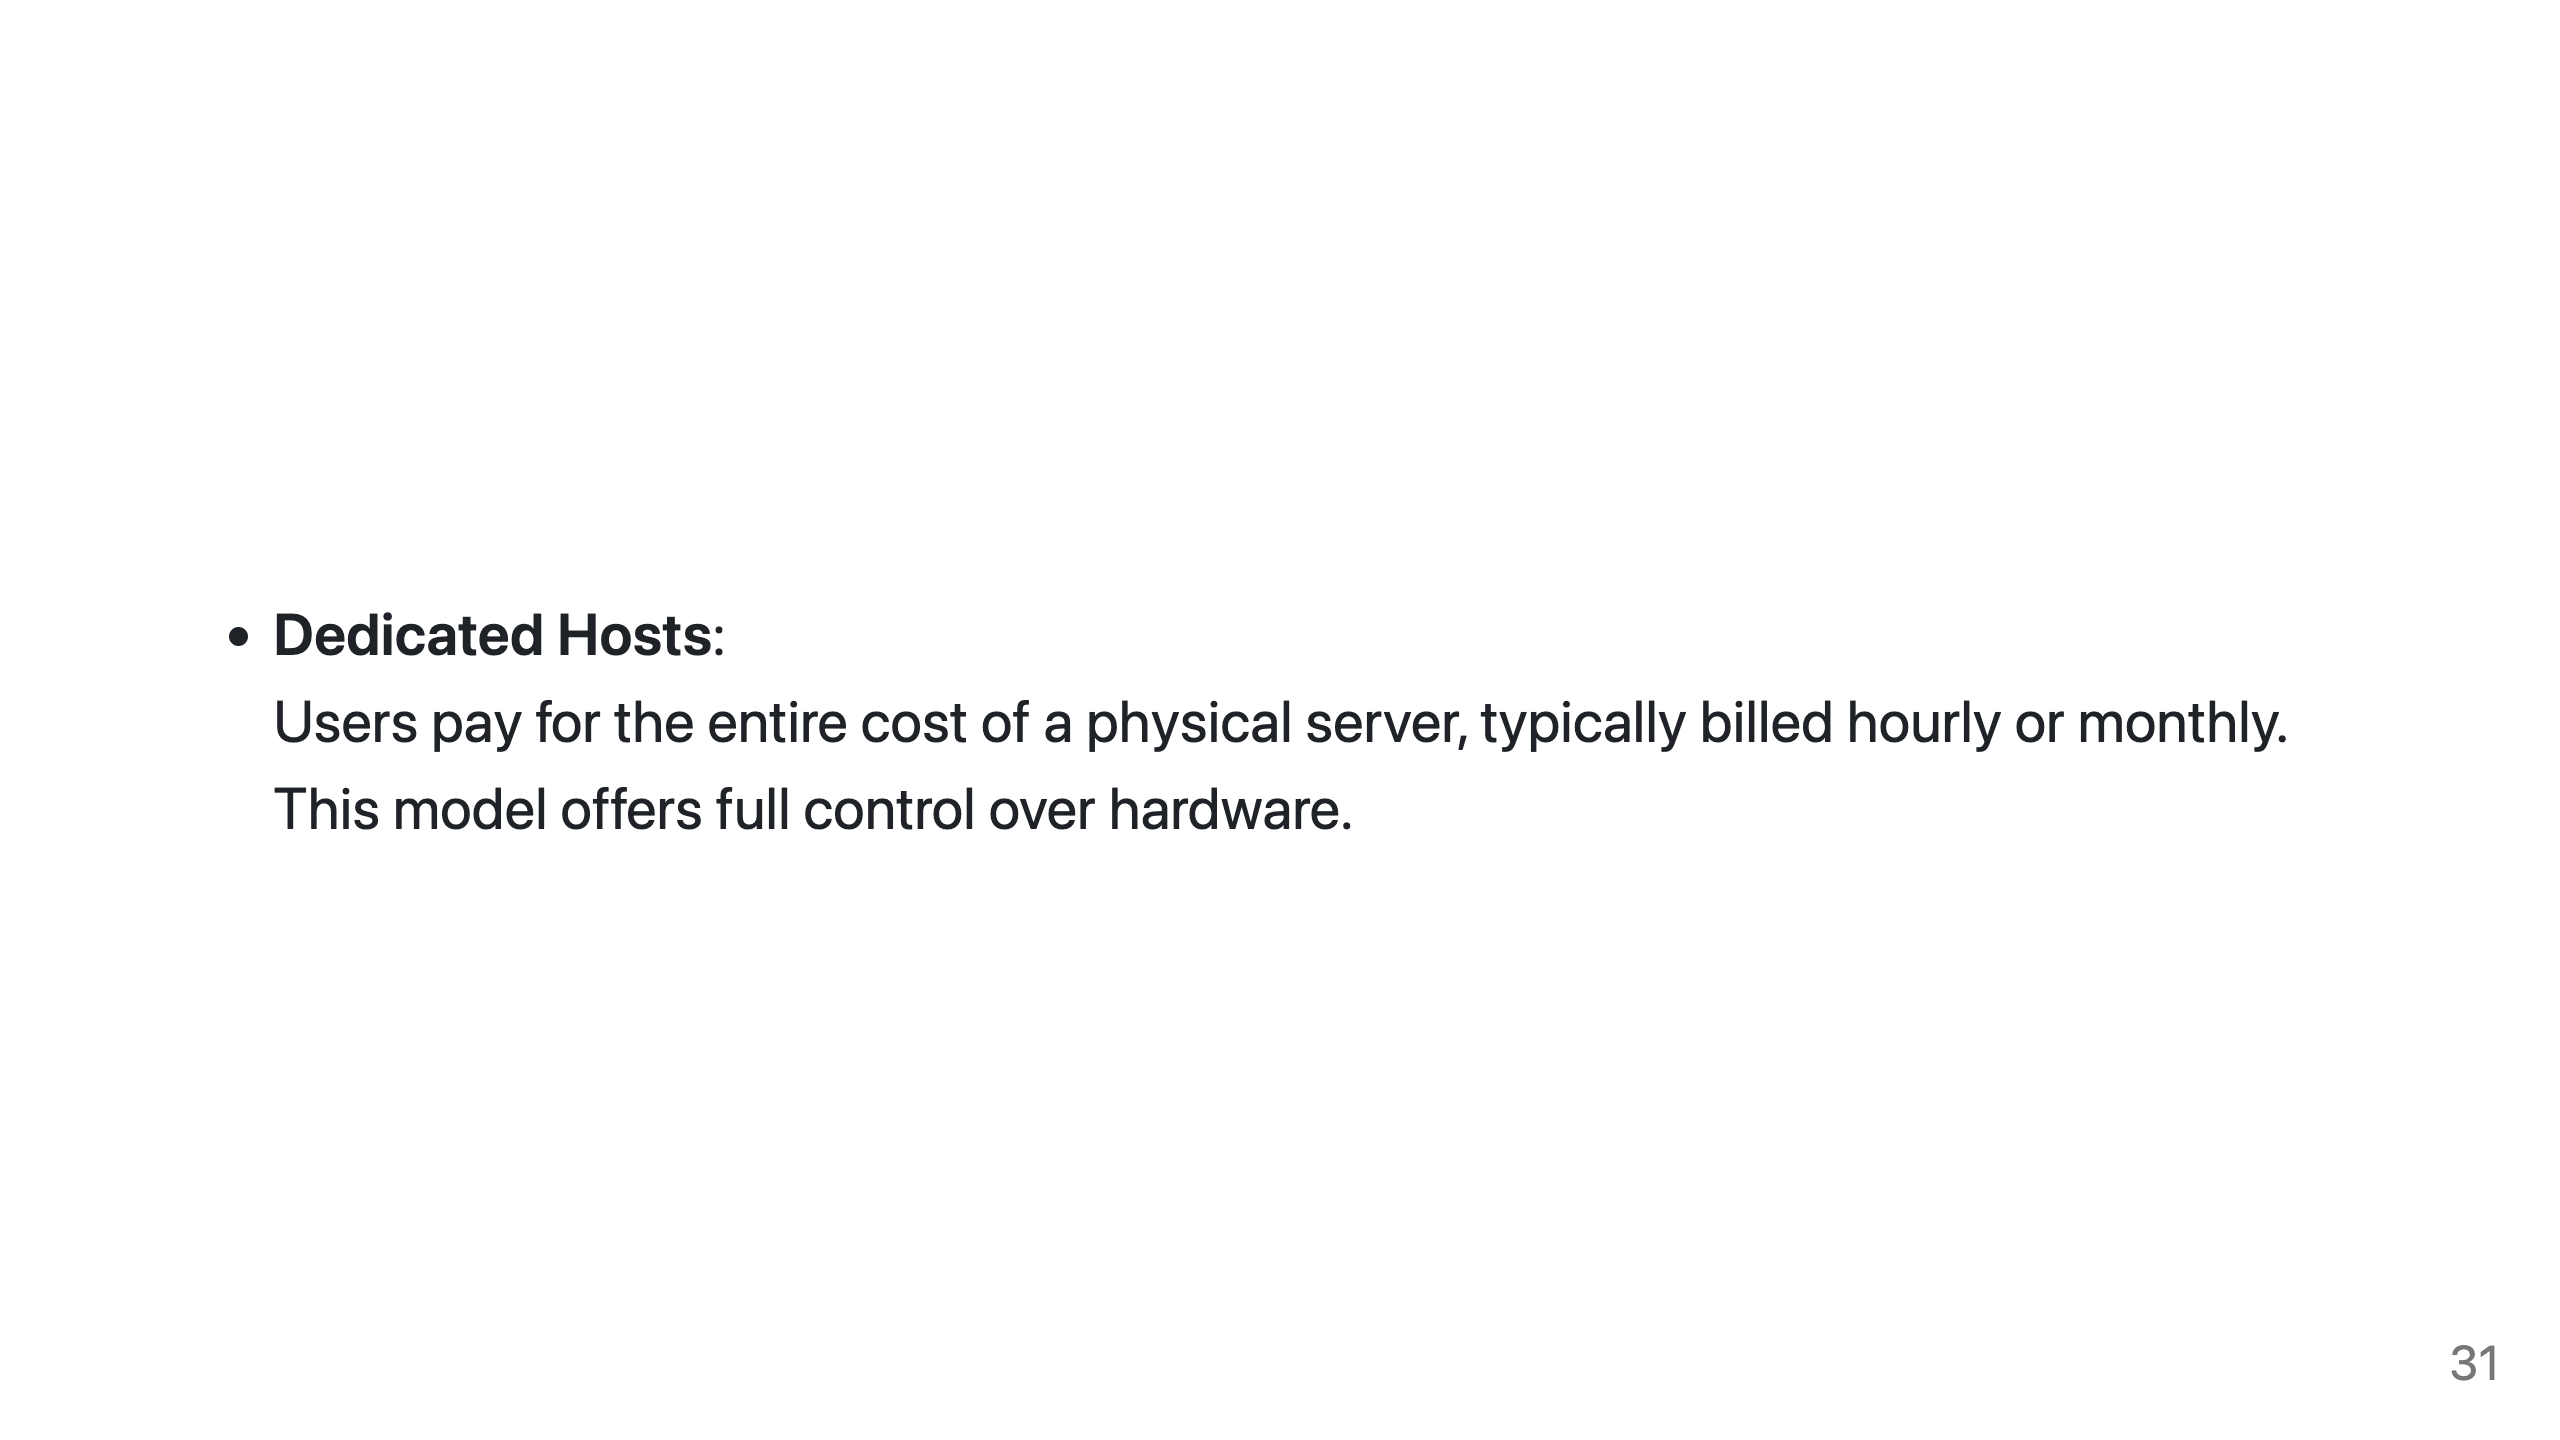 • Dedicated Hosts:
Users pay for the entire cost of a physical server, typically billed hourly or monthly.
This model offers full control over hardware.
31